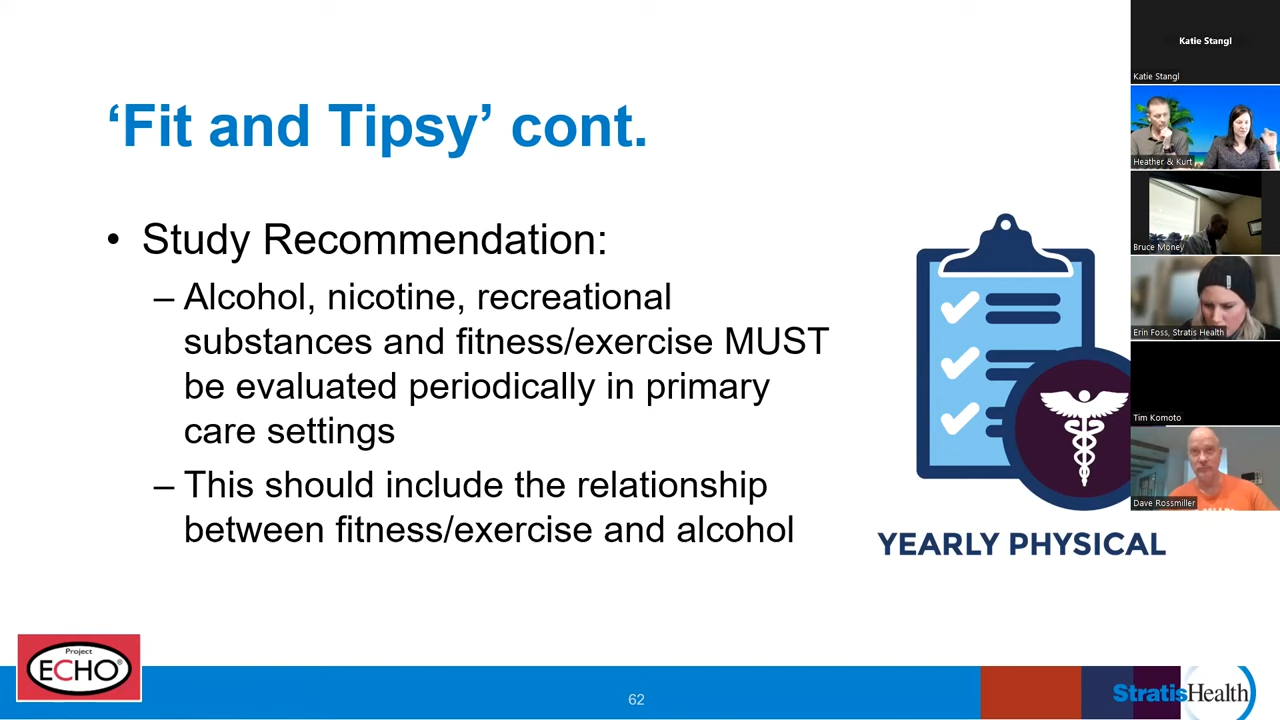 ‘Fit and Tipsy’ cont.
• Study Recommendation:
– Alcohol, nicotine, recreational
substances and fitness/exercise MUST
be evaluated periodically in primary
care settings
– This should include the relationship
between fitness/exercise and alcohol
YEARLY PHYSICAL
Project
ECHO®
62
StratisHealth
Katie Stangl
Katie Stangl
Heather & Kurt
Bruce Money
Erin Foss, Stratis Health
Tim Komoto
Dave Rossmiller